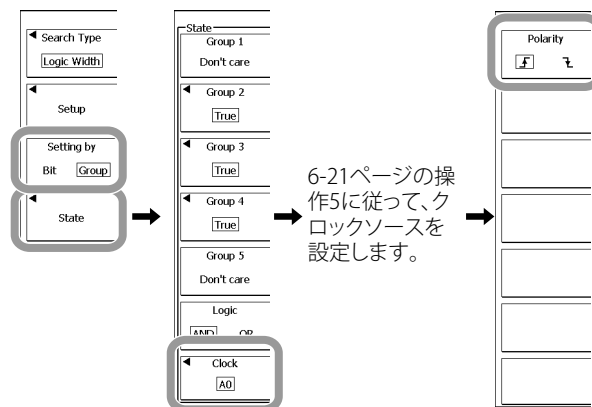 Search Type
Logic Width
Setup
Setting by
Bit Group
State
State
Group 1
Don't care
Group 2
True
Group 3
True
Group 4
True
Group 5
Don't care
Logic
AND OR
Clock
A0
6-21ページの操
作5に従って、ク
ロックソースを
設定します。
Polarity